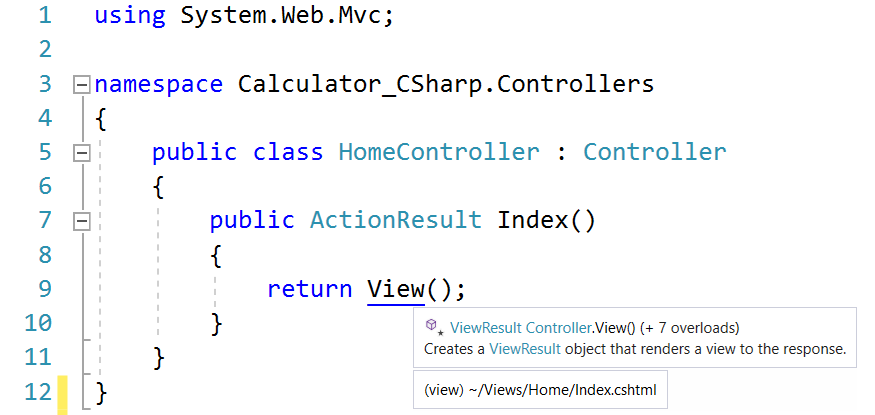 1 using System.Web.Mvc;
2
3 namespace Calculator_CSharp.Controllers
4 {
5 public class HomeController : Controller
6 {
7 public ActionResult Index()
8 {
9 return View();
10 }
ViewResult Controller.View() (+ 7 overloads)
Creates a ViewResult object that renders a view to the response.
11 }
12 }
(view) ~/Views/Home/Index.cshtml